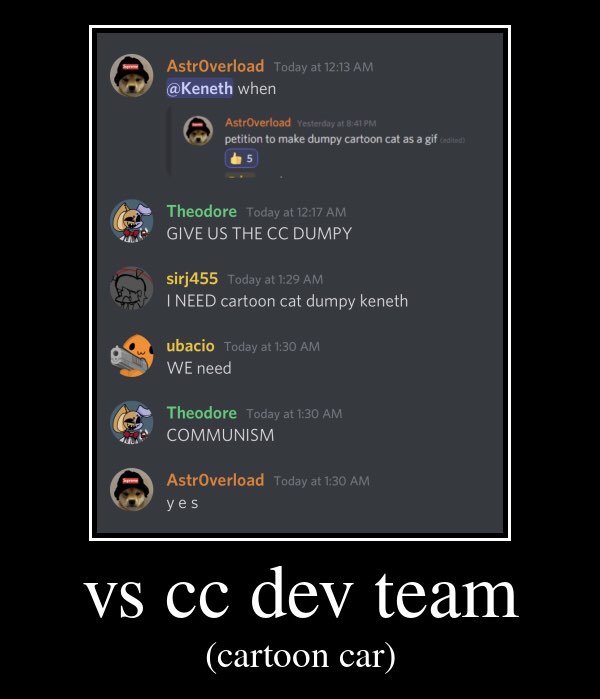 AstrOverload Today at 12:13 AM
@Keneth when
AstrOverload Yesterday at 8:41 PM
petition to make dumpy cartoon cat as a gif (edited)
👍 5
Theodore Today at 12:17 AM
GIVE US THE CC DUMPY
sirj455 Today at 1:29 AM
I NEED cartoon cat dumpy keneth
ubacio Today at 1:30 AM
WE need
Theodore Today at 1:30 AM
COMMUNISM
AstrOverload Today at 1:30 AM
y e s
vs cc dev team
(cartoon car)